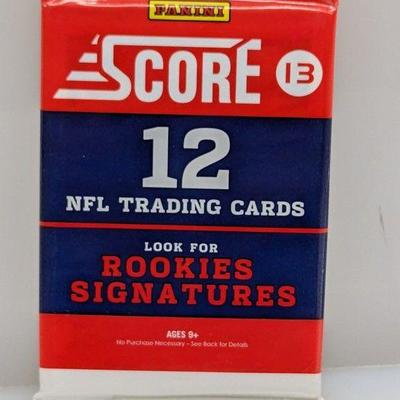 PANINI
SCORE 13
12
NFL TRADING CARDS
LOOK FOR
ROOKIES
SIGNATURES
AGES 9+
No Purchase Necessary – See Back for Details